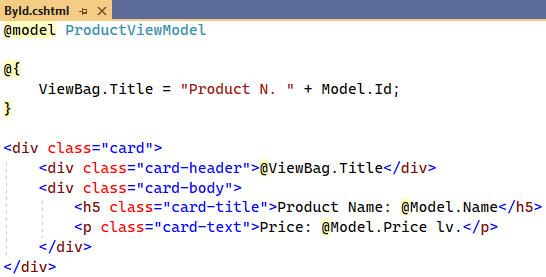 ById.cshtml
@model ProductViewModel
@{
ViewBag.Title = "Product N. " + Model.Id;
}
<div class="card">
<div class="card-header">@ViewBag.Title</div>
<div class="card-body">
<h5 class="card-title">Product Name: @Model.Name</h5>
<p class="card-text">Price: @Model.Price lv.</p>
</div>
</div>